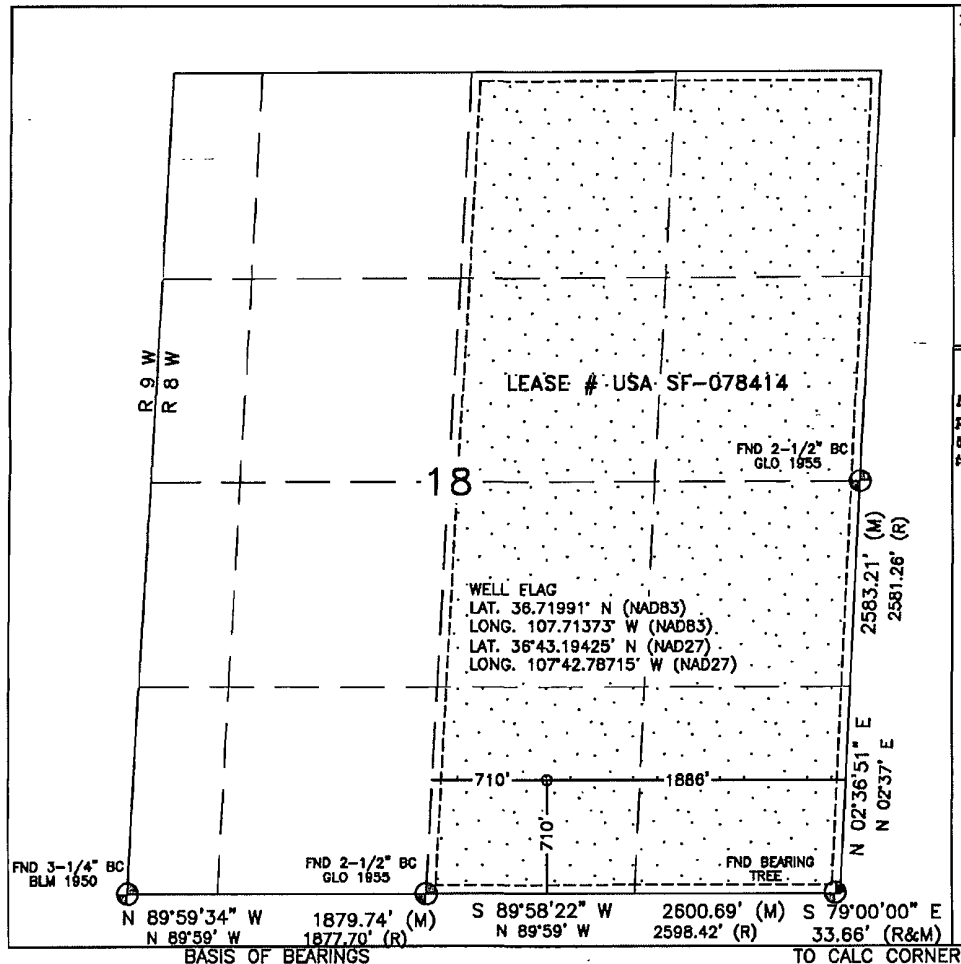 R 9 W
R 8 W
LEASE # USA SF-078414
FND 2-1/2" BC
GLO 1955
18
2583.21' (M)
2581.26' (R)
WELL FLAG
LAT. 36.71991° N (NAD83)
LONG. 107.71373° W (NAD83)
LAT. 36°43.19425' N (NAD27)
LONG. 107°42.78715' W (NAD27)
N 02°36'51" E
N 02°37' E
710'
1886'
710'
FND 3-1/4" BC
BLM 1950
FND 2-1/2" BC
GLO 1955
FND BEARING
TREE
N 89°59'34" W 1879.74' (M) S 89°58'22" W 2600.69' (M) S 79°00'00" E
N 89°59' W 1877.70' (R) N 89°59' W 2598.42' (R) 33.66' (R&M)
BASIS OF BEARINGS TO CALC CORNER